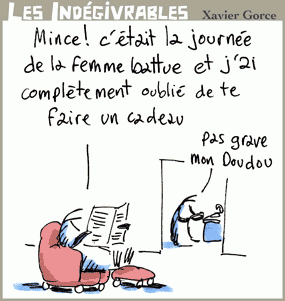 LES INDÉGIVRABLES Xavier Gorce
Mince! c'était la journée
de la femme battue et j'ai
complètement oublié de te
faire un cadeau
pas grave
mon Doudou